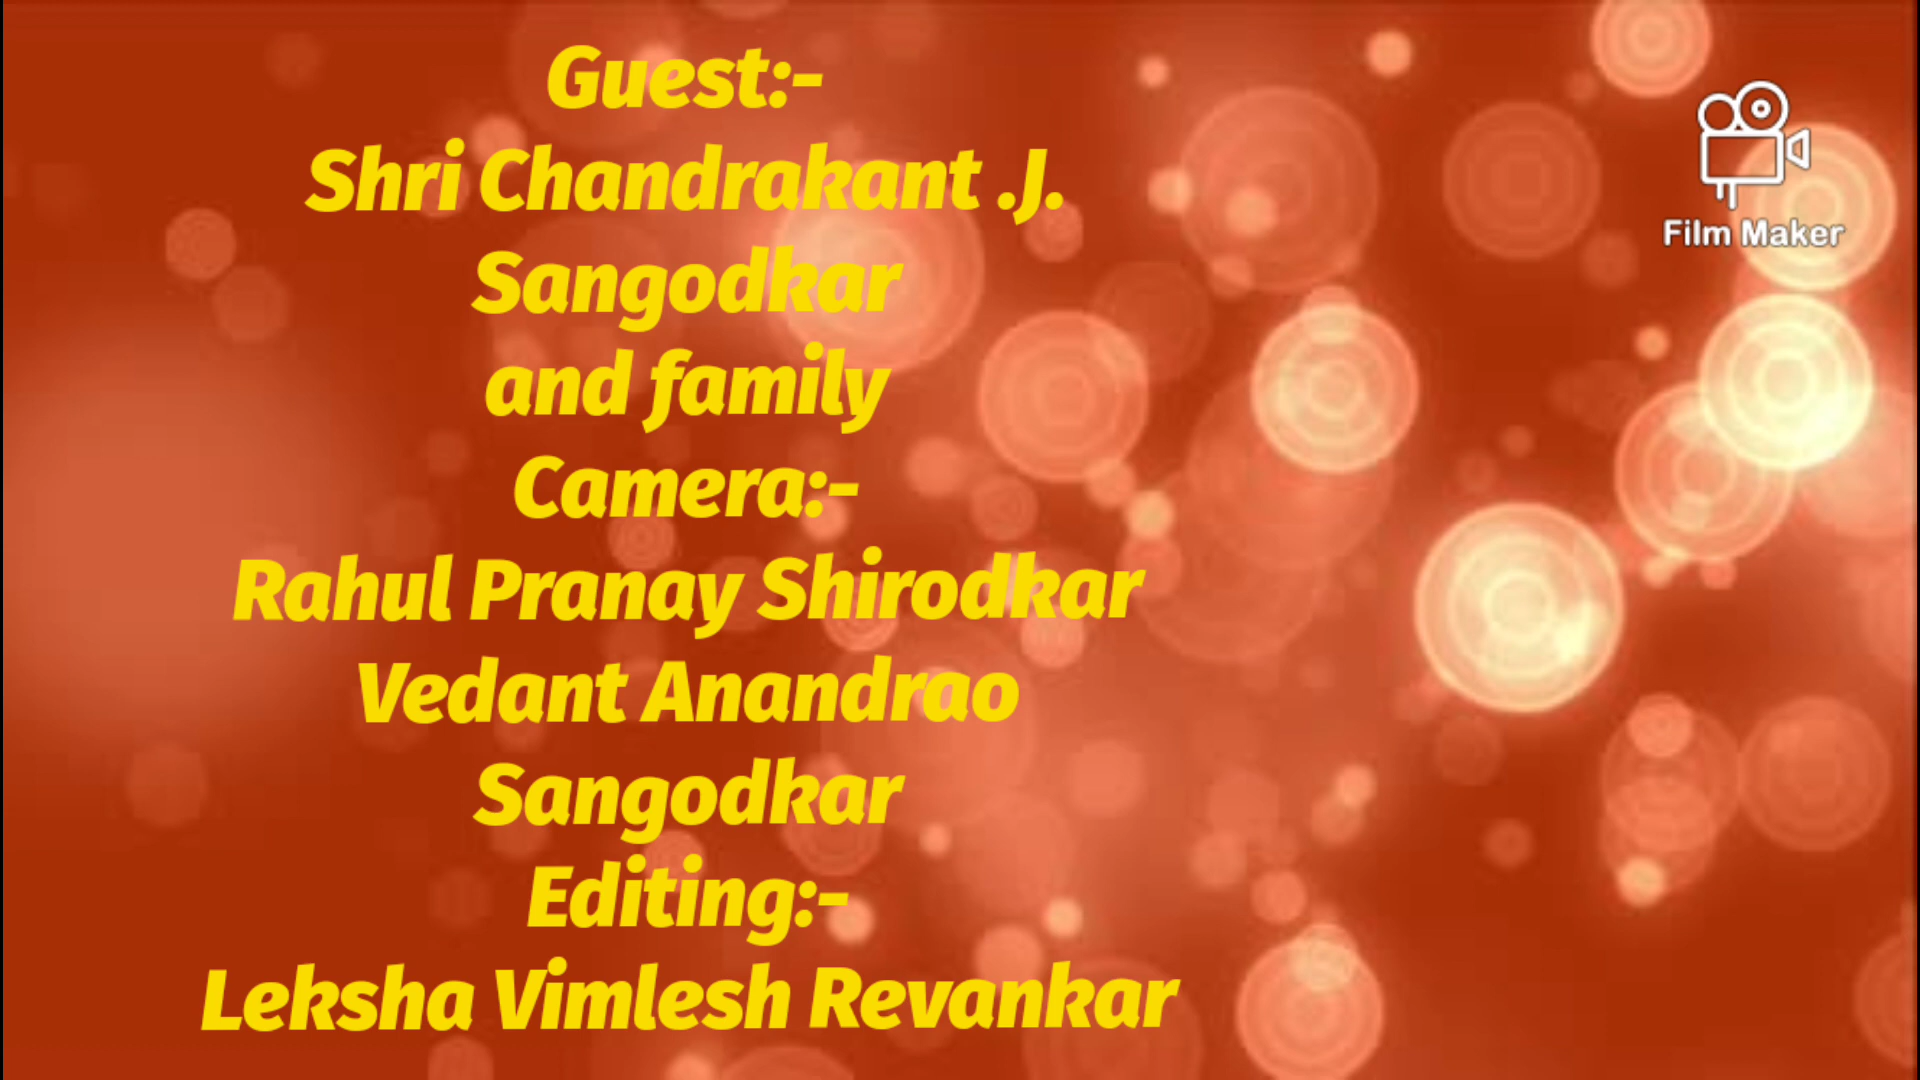 Guest:-
Shri Chandrakant .J.
Sangodkar
and family
Camera:-
Rahul Pranay Shirodkar
Vedant Anandrao
Sangodkar
Editing:-
Leksha Vimlesh Revankar
Film Maker